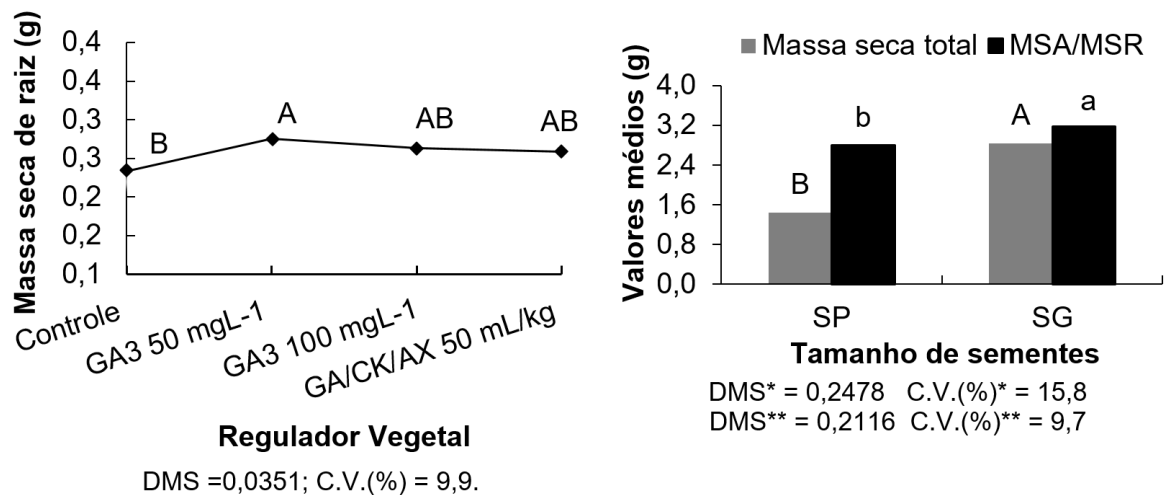 Massa seca de raiz (g)
0,4
0,4
0,3
0,3
0,2
0,2
0,1
B
A
AB
AB
Controle
GA3 50 mgL-1
GA3 100 mgL-1
GA/CK/AX 50 mL/kg
Regulador Vegetal
DMS =0,0351; C.V.(%) = 9,9.
Massa seca total MSA/MSR
Valores médios (g)
4,0
3,2
2,4
1,6
0,8
0,0
B
b
A
a
SP SG
Tamanho de sementes
DMS* = 0,2478 C.V.(%)* = 15,8
DMS** = 0,2116 C.V.(%)** = 9,7